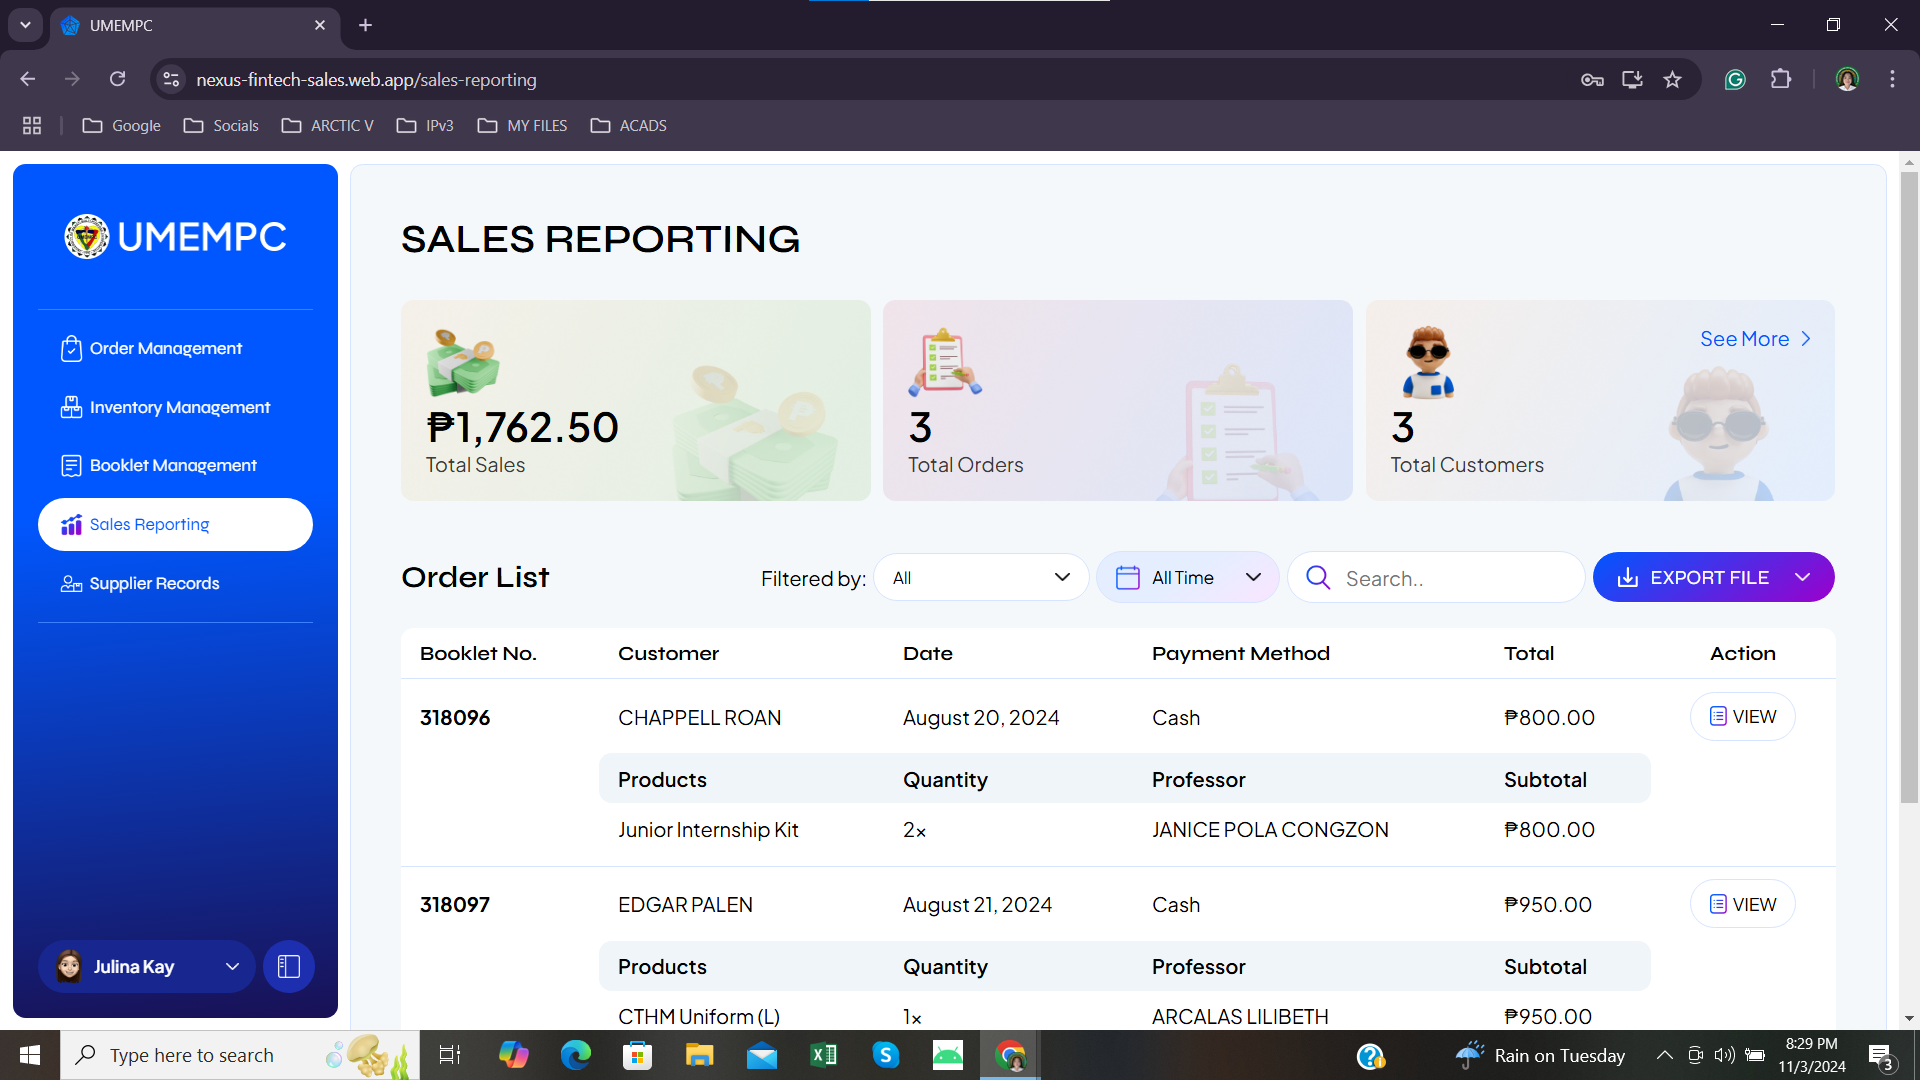 UMEMPC
nexus-fintech-sales.web.app/sales-reporting
Google
Socials
ARCTIC V
IPv3
MY FILES
ACADS
UMEMPC
Order Management
Inventory Management
Booklet Management
Sales Reporting
Supplier Records
Julina Kay
SALES REPORTING
₱1,762.50
Total Sales
3
Total Orders
See More
3
Total Customers
Order List
Filtered by:
All
All Time
Search..
EXPORT FILE
Booklet No. Customer Date Payment Method Total Action
318096 CHAPPELL ROAN August 20, 2024 Cash ₱800.00 VIEW
Products Quantity Professor Subtotal
Junior Internship Kit 2× JANICE POLA CONGZON ₱800.00
318097 EDGAR PALEN August 21, 2024 Cash ₱950.00 VIEW
Products Quantity Professor Subtotal
CTHM Uniform (L) 1× ARCALAS LILIBETH ₱950.00
Type here to search
Rain on Tuesday
8:29 PM
11/3/2024
3